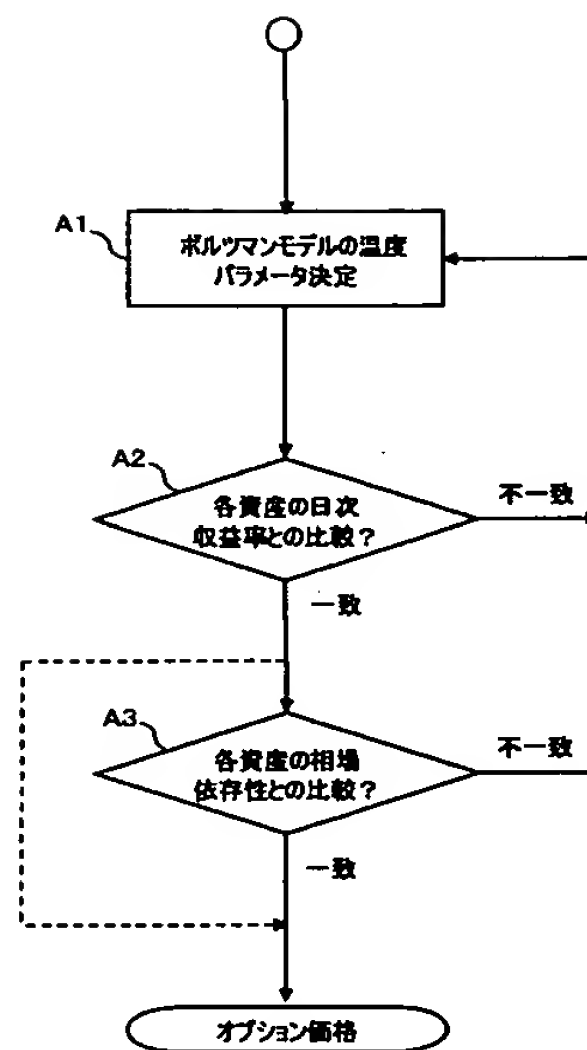 A1
ボルツマンモデルの温度
パラメータ決定
A2
各資産の日次
収益率との比較？
不一致
一致
A3
各資産の相場
依存性との比較？
不一致
一致
オプション価格